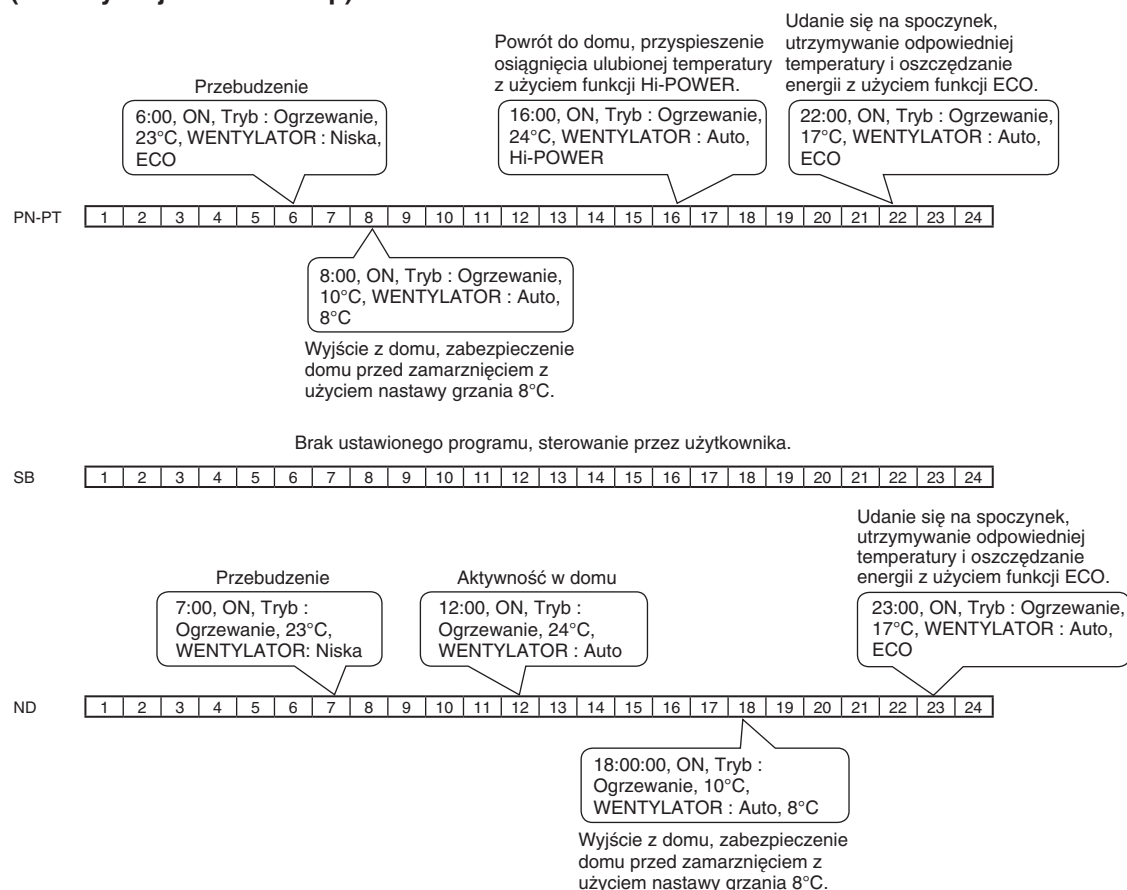 Powrót do domu, przyspieszenie
osiągnięcia ulubionej temperatury
z użyciem funkcji Hi-POWER.
Udanie się na spoczynek,
utrzymywanie odpowiedniej
temperatury i oszczędzanie
energii z użyciem funkcji ECO.
Przebudzenie
6:00, ON, Tryb : Ogrzewanie,
23°C, WENTYLATOR : Niska,
ECO
16:00, ON, Tryb : Ogrzewanie,
24°C, WENTYLATOR : Auto,
Hi-POWER
22:00, ON, Tryb : Ogrzewanie,
17°C, WENTYLATOR : Auto,
ECO
PN-PT 1 2 3 4 5 6 7 8 9 10 11 12 13 14 15 16 17 18 19 20 21 22 23 24
8:00, ON, Tryb : Ogrzewanie,
10°C, WENTYLATOR : Auto,
8°C
Wyjście z domu, zabezpieczenie
domu przed zamarznięciem z
użyciem nastawy grzania 8°C.
Brak ustawionego programu, sterowanie przez użytkownika.
SB 1 2 3 4 5 6 7 8 9 10 11 12 13 14 15 16 17 18 19 20 21 22 23 24
Udanie się na spoczynek,
utrzymywanie odpowiedniej
temperatury i oszczędzanie
energii z użyciem funkcji ECO.
Przebudzenie
7:00, ON, Tryb :
Ogrzewanie, 23°C,
WENTYLATOR: Niska
Aktywność w domu
12:00, ON, Tryb :
Ogrzewanie, 24°C,
WENTYLATOR : Auto
23:00, ON, Tryb : Ogrzewanie,
17°C, WENTYLATOR : Auto,
ECO
ND 1 2 3 4 5 6 7 8 9 10 11 12 13 14 15 16 17 18 19 20 21 22 23 24
18:00:00, ON, Tryb :
Ogrzewanie, 10°C,
WENTYLATOR : Auto, 8°C
Wyjście z domu, zabezpieczenie
domu przed zamarznięciem z
użyciem nastawy grzania 8°C.